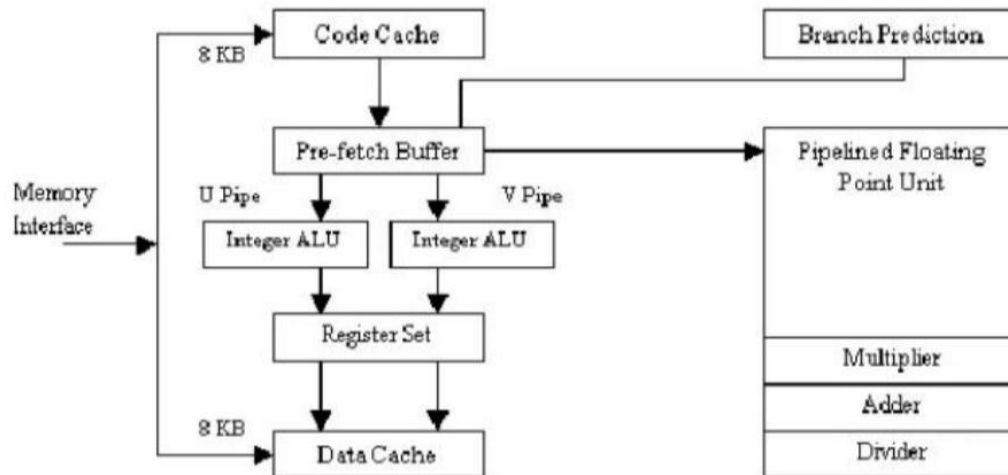 Code Cache
Branch Prediction
8 KB
Pre-fetch Buffer
Pipelined Floating
Point Unit
U Pipe
V Pipe
Memory
Interface
Integer ALU
Integer ALU
Register Set
Multiplier
Adder
8 KB
Data Cache
Divider